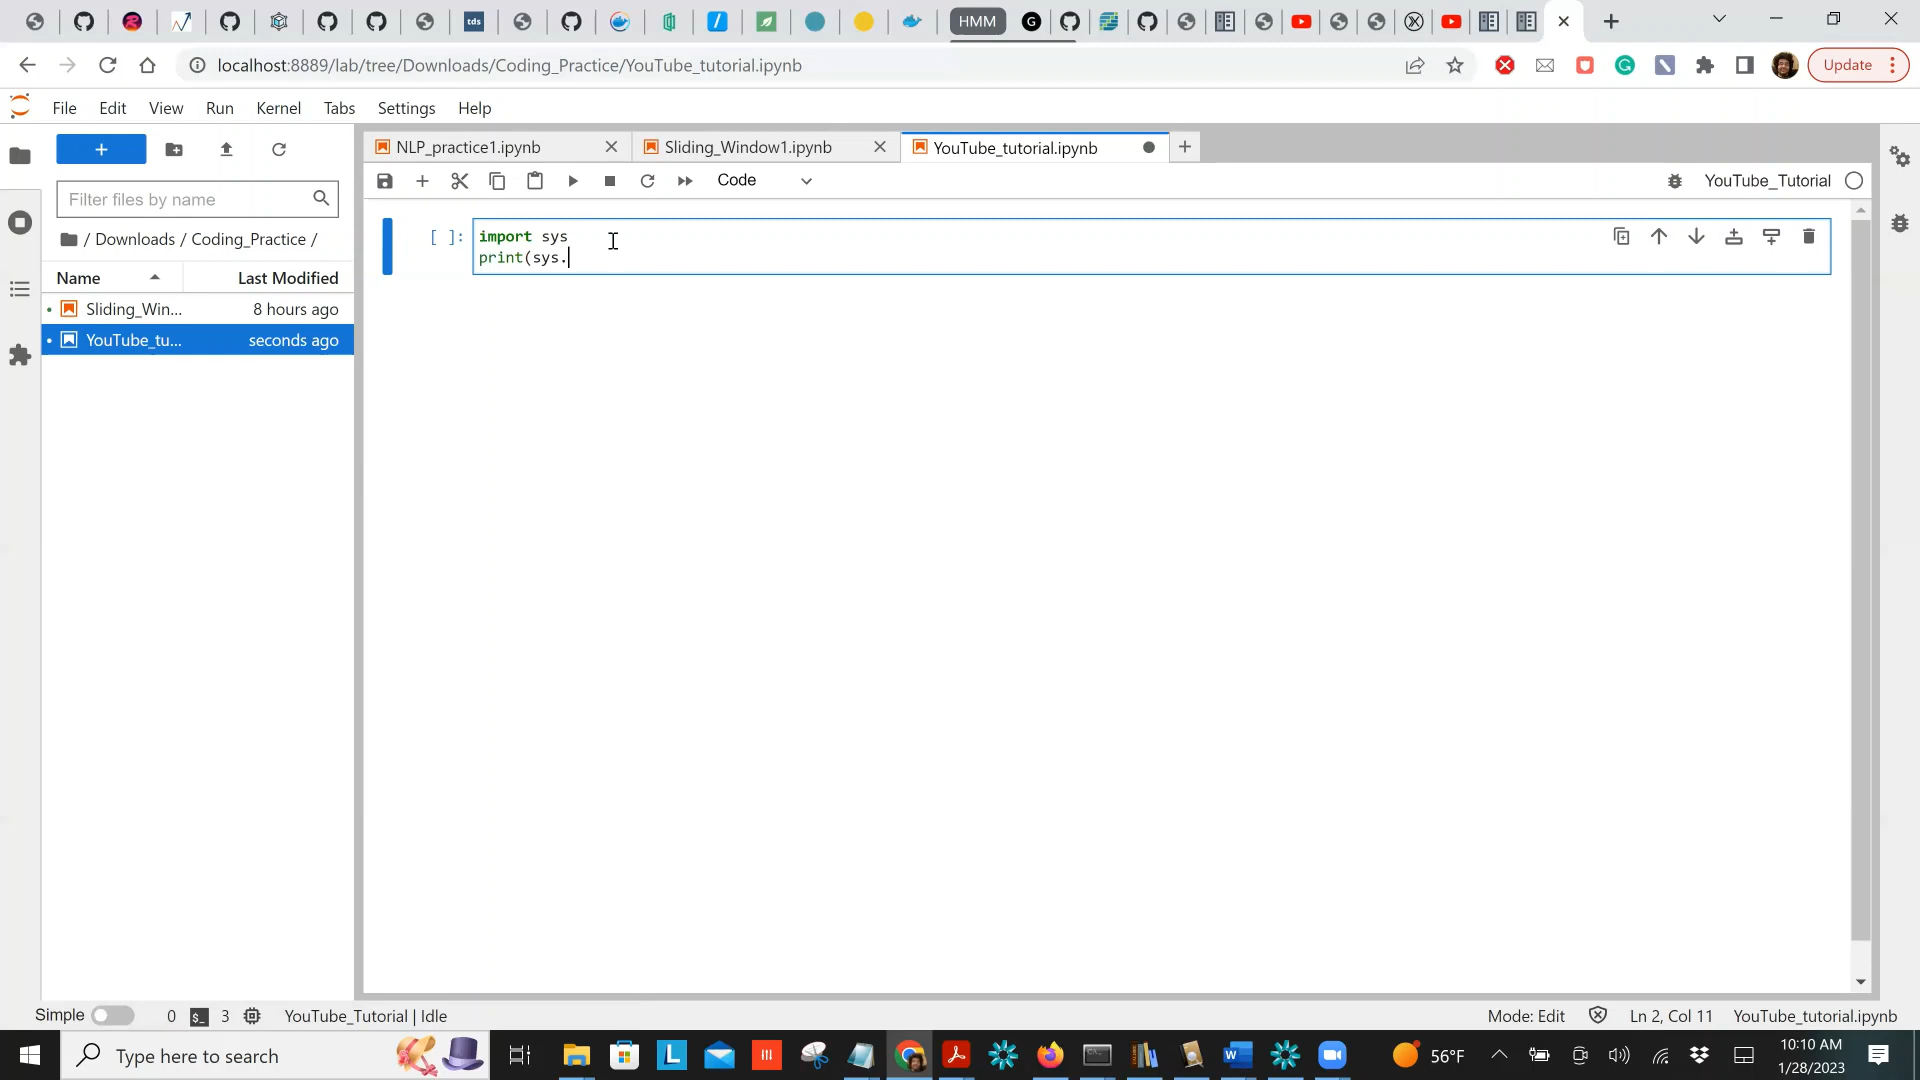 tds
HMM
G
localhost:8889/lab/tree/Downloads/Coding_Practice/YouTube_tutorial.ipynb
Update
File Edit View Run Kernel Tabs Settings Help
NLP_practice1.ipynb
Sliding_Window1.ipynb
YouTube_tutorial.ipynb
Code
YouTube_Tutorial
Filter files by name
/ Downloads / Coding_Practice /
Name Last Modified
Sliding_Win... 8 hours ago
YouTube_tu... seconds ago
[ ]: import sys
print(sys.
Simple 0 $_ 3 YouTube_Tutorial | Idle
Mode: Edit Ln 2, Col 11 YouTube_tutorial.ipynb
Type here to search
L
W
56°F
10:10 AM
1/28/2023